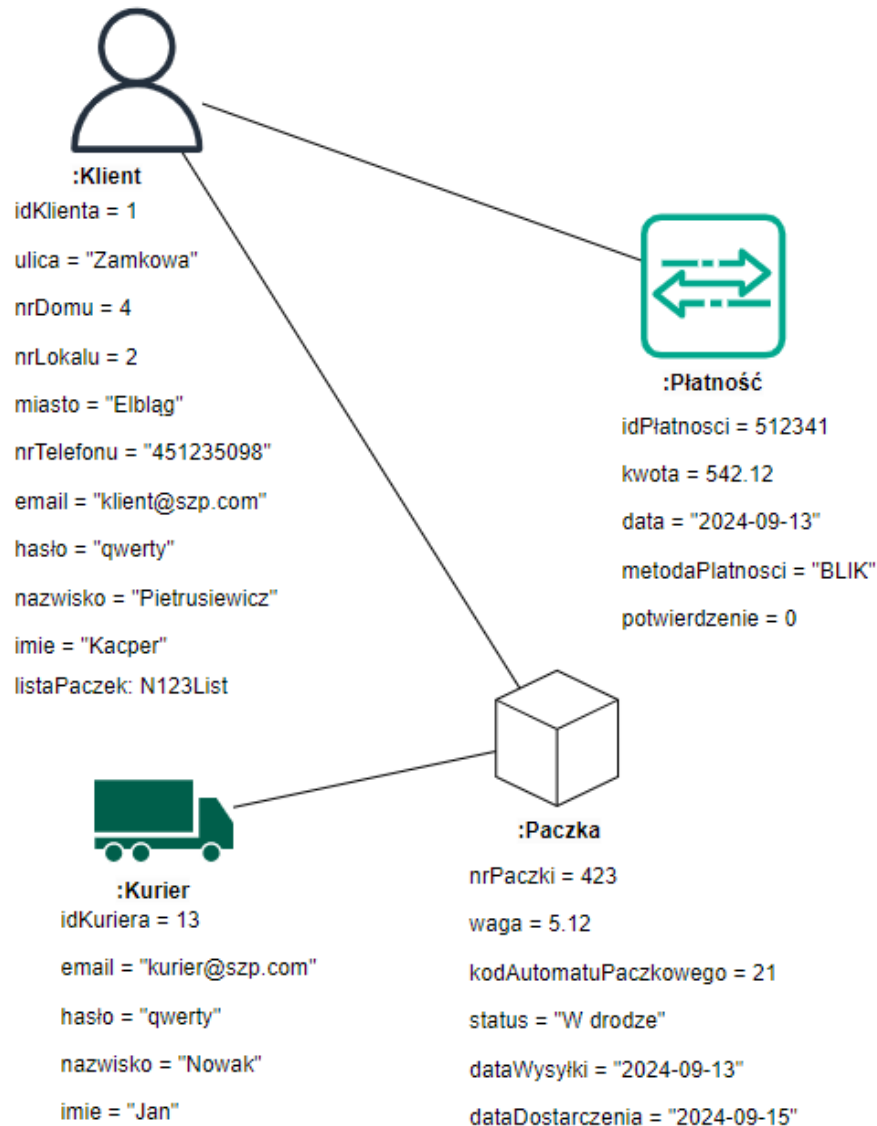 :Klient
idKlienta = 1
ulica = "Zamkowa"
nrDomu = 4
nrLokalu = 2
miasto = "Elbląg"
nrTelefonu = "451235098"
email = "klient@szp.com"
hasło = "qwerty"
nazwisko = "Pietrusiewicz"
imie = "Kacper"
listaPaczek: N123List
:Płatność
idPłatnosci = 512341
kwota = 542.12
data = "2024-09-13"
metodaPlatnosci = "BLIK"
potwierdzenie = 0
:Kurier
idKuriera = 13
email = "kurier@szp.com"
hasło = "qwerty"
nazwisko = "Nowak"
imie = "Jan"
:Paczka
nrPaczki = 423
waga = 5.12
kodAutomatuPaczkowego = 21
status = "W drodze"
dataWysyłki = "2024-09-13"
dataDostarczenia = "2024-09-15"